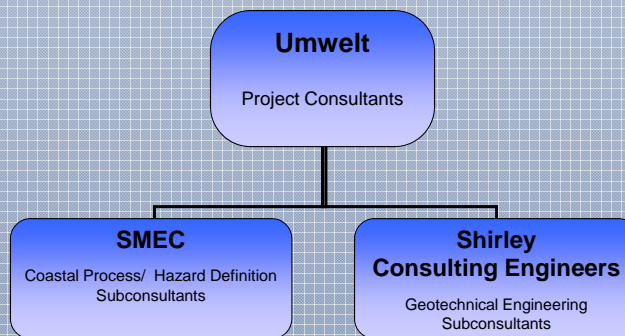 Umwelt
Project Consultants
SMEC
Coastal Process/ Hazard Definition
Subconsultants
Shirley
Consulting Engineers
Geotechnical Engineering
Subconsultants